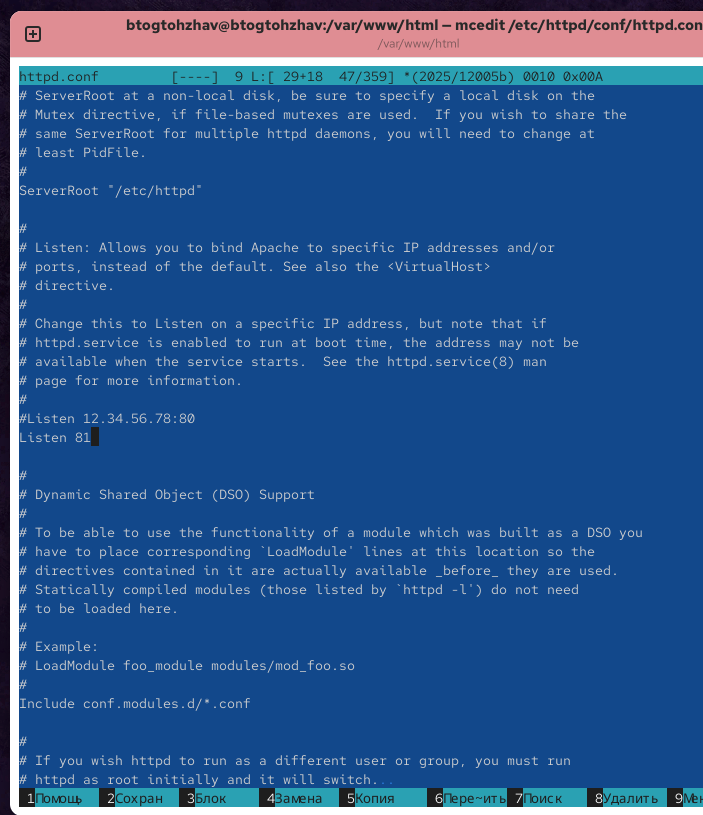 btogtohzhav@btogtohzhav:/var/www/html — mcedit /etc/httpd/conf/httpd.con
/var/www/html
httpd.conf         [----]  9 L:[ 29+18  47/359] *(2025/12005b) 0010 0x00A
# ServerRoot at a non-local disk, be sure to specify a local disk on the
# Mutex directive, if file-based mutexes are used.  If you wish to share the
# same ServerRoot for multiple httpd daemons, you will need to change at
# least PidFile.
#
ServerRoot "/etc/httpd"
#
# Listen: Allows you to bind Apache to specific IP addresses and/or
# ports, instead of the default. See also the <VirtualHost>
# directive.
#
# Change this to Listen on a specific IP address, but note that if
# httpd.service is enabled to run at boot time, the address may not be
# available when the service starts.  See the httpd.service(8) man
# page for more information.
#
#Listen 12.34.56.78:80
Listen 81
#
# Dynamic Shared Object (DSO) Support
#
# To be able to use the functionality of a module which was built as a DSO you
# have to place corresponding `LoadModule' lines at this location so the
# directives contained in it are actually available _before_ they are used.
# Statically compiled modules (those listed by `httpd -l') do not need
# to be loaded here.
#
# Example:
# LoadModule foo_module modules/mod_foo.so
#
Include conf.modules.d/*.conf
#
# If you wish httpd to run as a different user or group, you must run
# httpd as root initially and it will switch...
1Помощь 2Сохран 3Блок 4Замена 5Копия 6Пере~ить 7Поиск 8Удалить 9Мен